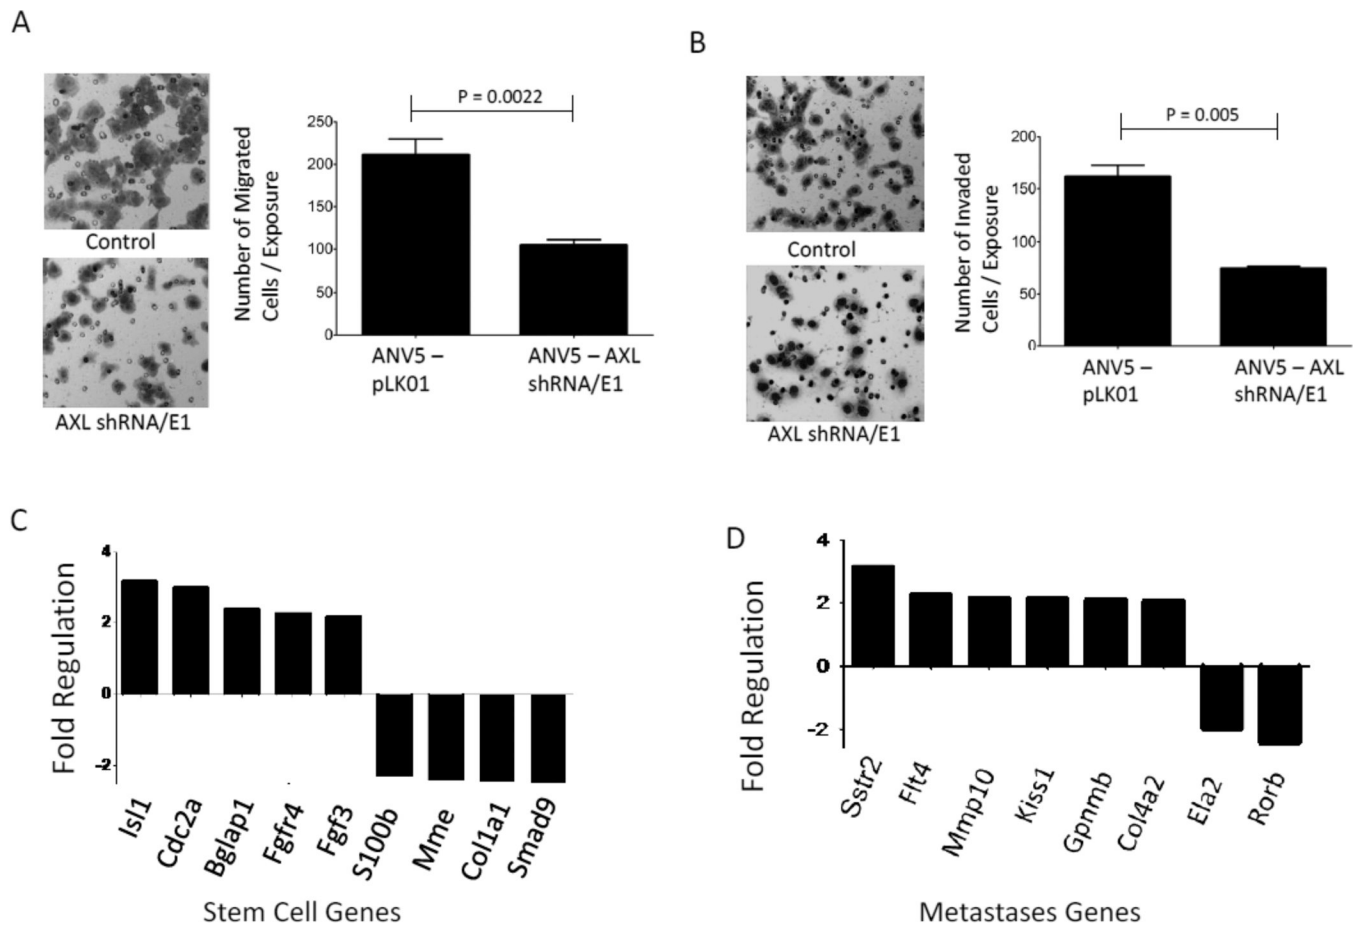 A
P = 0.0022
Number of Migrated
Cells / Exposure
250
200
150
100
50
0
Control
AXL shRNA/E1
ANV5 –
pLK01
ANV5 – AXL
shRNA/E1
B
P = 0.005
Number of Invaded
Cells / Exposure
200
150
100
50
0
Control
AXL shRNA/E1
ANV5 –
pLK01
ANV5 – AXL
shRNA/E1
C
Fold Regulation
4
2
0
-2
Isl1
Cdc2a
Bglap1
Fgfr4
Fgf3
S100b
Mme
Col1a1
Smad9
Stem Cell Genes
D
Fold Regulation
4
2
0
-2
Sstr2
Flt4
Mmp10
Kiss1
Gpnmb
Col4a2
Ela2
Rorb
Metastases Genes